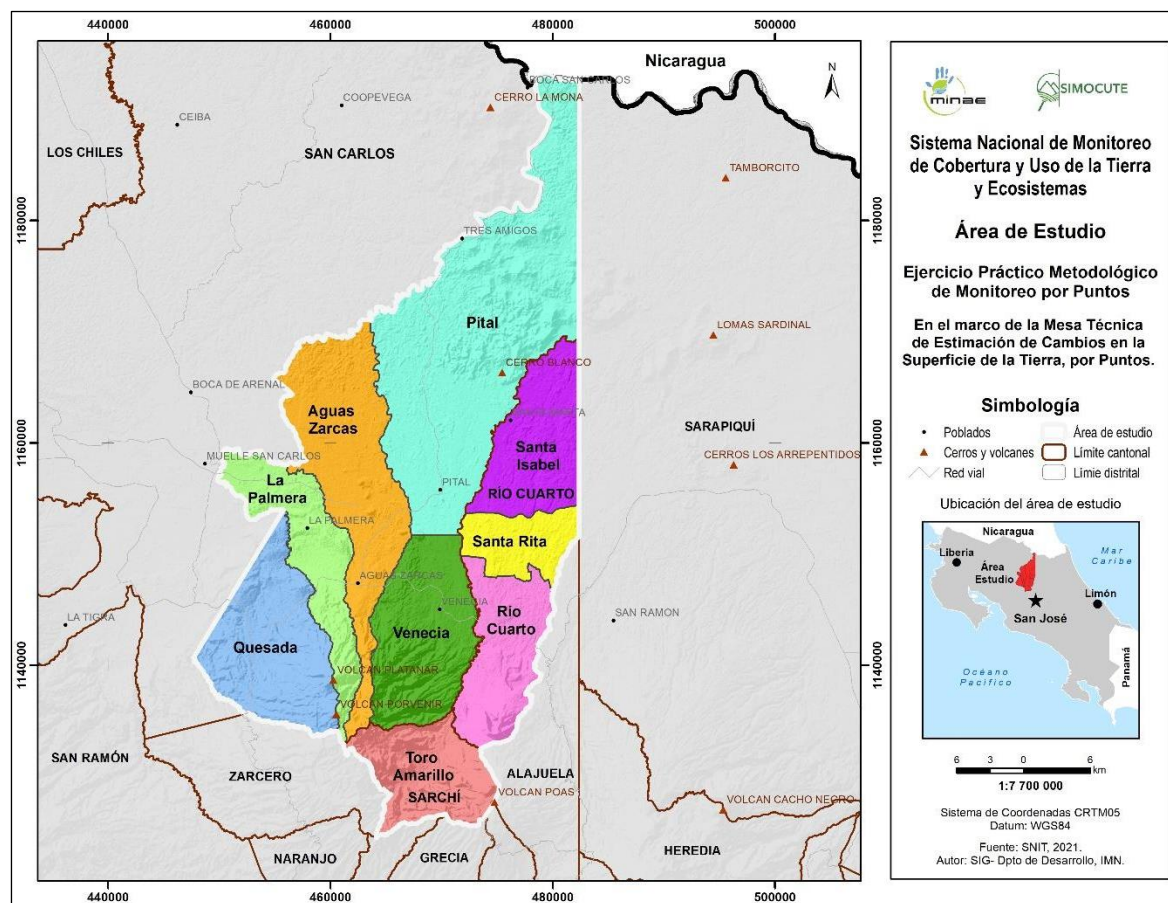 440000
460000
480000
500000
Nicaragua
N
BOCA SAN CARLOS
COOPEVEGA
CERRO LA MONA
CEIBA
LOS CHILES
SAN CARLOS
TAMBORCITO
1180000
1180000
TRES AMIGOS
Pital
LOMAS SARDINAL
CERRO BLANCO
BOCA DE ARENAL
Aguas
Zarcas
SARAPIQUÍ
1160000
1160000
Santa
Isabel
MUELLE SAN CARLOS
CERROS LOS ARREPENTIDOS
La
Palmera
PITAL
RÍO CUARTO
LA PALMERA
Santa Rita
AGUAS ZARCAS
VENECIA
Río
Cuarto
LA TIGRA
SAN RAMON
Quesada
Venecia
1140000
1140000
VOLCAN PLATANAR
VOLCAN PORVENIR
SAN RAMÓN
ZARCERO
Toro
Amarillo
SARCHÍ
ALAJUELA
VOLCAN POAS
VOLCAN CACHO NEGRO
NARANJO
GRECIA
HEREDIA
440000
460000
480000
500000
minae
SIMOCUTE
Sistema Nacional de Monitoreo
de Cobertura y Uso de la Tierra
y Ecosistemas
Área de Estudio
Ejercicio Práctico Metodológico
de Monitoreo por Puntos
En el marco de la Mesa Técnica
de Estimación de Cambios en la
Superficie de la Tierra, por Puntos.
Simbología
Poblados
Área de estudio
Cerros y volcanes
Límite cantonal
Red vial
Límie distrital
Ubicación del área de estudio
Nicaragua
Liberia
Mar
Caribe
Área
Estudio
Limón
San José
Océano
Pacífico
Panamá
6 3 0 6
km
1:7 700 000
Sistema de Coordenadas CRTM05
Datum: WGS84
Fuente: SNIT, 2021.
Autor: SIG- Dpto de Desarrollo, IMN.